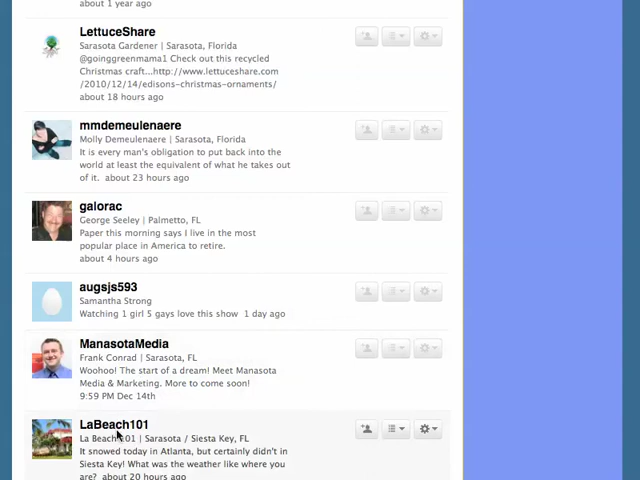 about 1 year ago
LettuceShare
Sarasota Gardener | Sarasota, Florida
@goinggreenmama1 Check out this recycled
Christmas craft...http://www.lettuceshare.com
/2010/12/14/edisons-christmas-ornaments/
about 18 hours ago
mmdemeulenaere
Molly Demeulenaere | Sarasota, Florida
It is every man's obligation to put back into the
world at least the equivalent of what he takes out
of it. about 23 hours ago
galorac
George Seeley | Palmetto, FL
Paper this morning says I live in the most
popular place in America to retire.
about 4 hours ago
augsjs593
Samantha Strong
Watching 1 girl 5 gays love this show 1 day ago
ManasotaMedia
Frank Conrad | Sarasota, FL
Woohoo! The start of a dream! Meet Manasota
Media & Marketing. More to come soon!
9:59 PM Dec 14th
LaBeach101
La Beach 101 | Sarasota / Siesta Key, FL
It snowed today in Atlanta, but certainly didn't in
Siesta Key! What was the weather like where you
are? about 20 hours ago